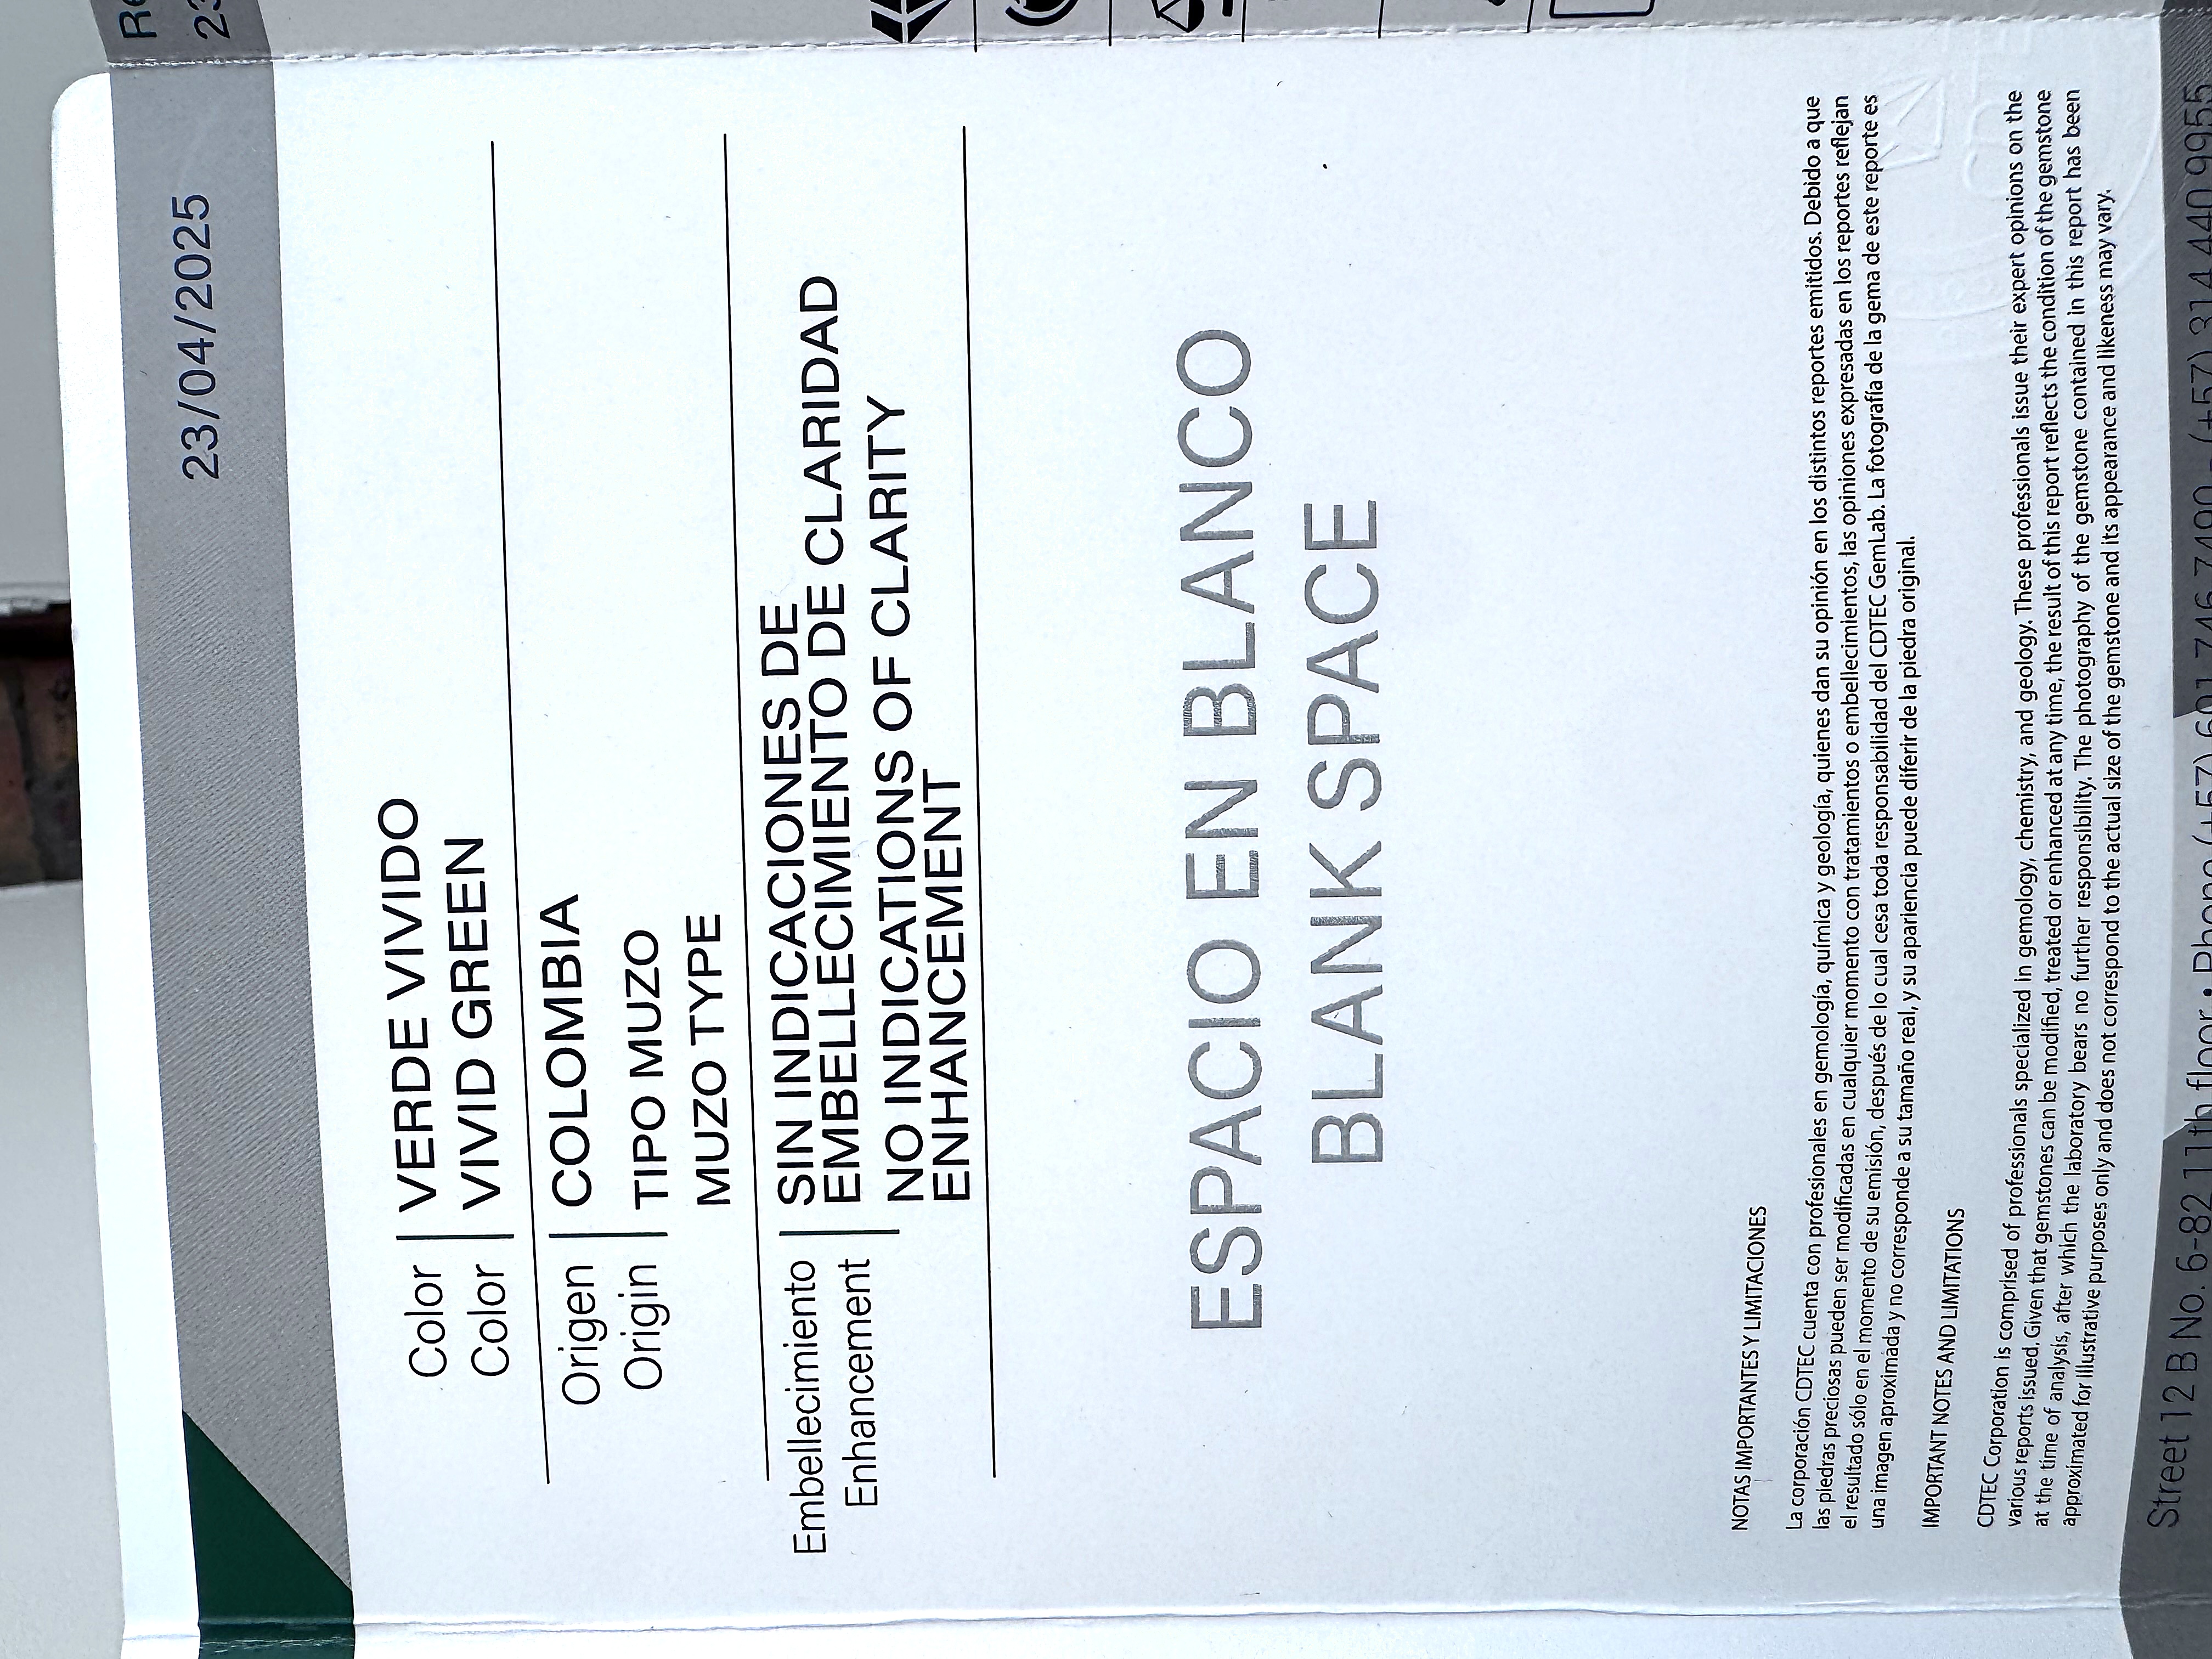 23/04/2025
Color
Color
VERDE VIVIDO
VIVID GREEN
Origen
Origin
COLOMBIA
TIPO MUZO
MUZO TYPE
Embellecimiento
Enhancement
SIN INDICACIONES DE
EMBELLECIMIENTO DE CLARIDAD
NO INDICATIONS OF CLARITY
ENHANCEMENT
ESPACIO EN BLANCO
BLANK SPACE
NOTAS IMPORTANTES Y LIMITACIONES
La corporación CDTEC cuenta con profesionales en gemología, química y geología, quienes dan su opinión en los distintos reportes emitidos. Debido a que
las piedras preciosas pueden ser modificadas en cualquier momento con tratamientos o embellecimientos, las opiniones expresadas en los reportes reflejan
el resultado sólo en el momento de su emisión, después de lo cual cesa toda responsabilidad del CDTEC GemLab. La fotografía de la gema de este reporte es
una imagen aproximada y no corresponde a su tamaño real, y su apariencia puede diferir de la piedra original.
IMPORTANT NOTES AND LIMITATIONS
CDTEC Corporation is comprised of professionals specialized in gemology, chemistry, and geology. These professionals issue their expert opinions on the
various reports issued. Given that gemstones can be modified, treated or enhanced at any time, the result of this report reflects the condition of the gemstone
at the time of analysis, after which the laboratory bears no further responsibility. The photography of the gemstone contained in this report has been
approximated for illustrative purposes only and does not correspond to the actual size of the gemstone and its appearance and likeness may vary.
Street 12 B No. 6-82 11th floor • Phone (+57) 601 746 7490 - (+57) 314 440 9955